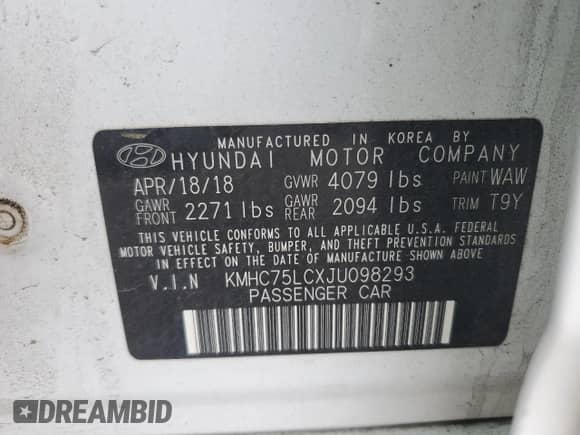 MANUFACTURED IN KOREA BY
HYUNDAI MOTOR COMPANY
APR/18/18 GVWR 4079 lbs PAINT WAW
GAWR FRONT 2271 lbs GAWR REAR 2094 lbs TRIM T9Y
THIS VEHICLE CONFORMS TO ALL APPLICABLE U.S.A. FEDERAL
MOTOR VEHICLE SAFETY, BUMPER, AND THEFT PREVENTION STANDARDS
IN EFFECT ON THE DATE OF MANUFACTURE SHOWN ABOVE.
V.I.N KMHC75LCXJU098293
PASSENGER CAR
DREAMBID